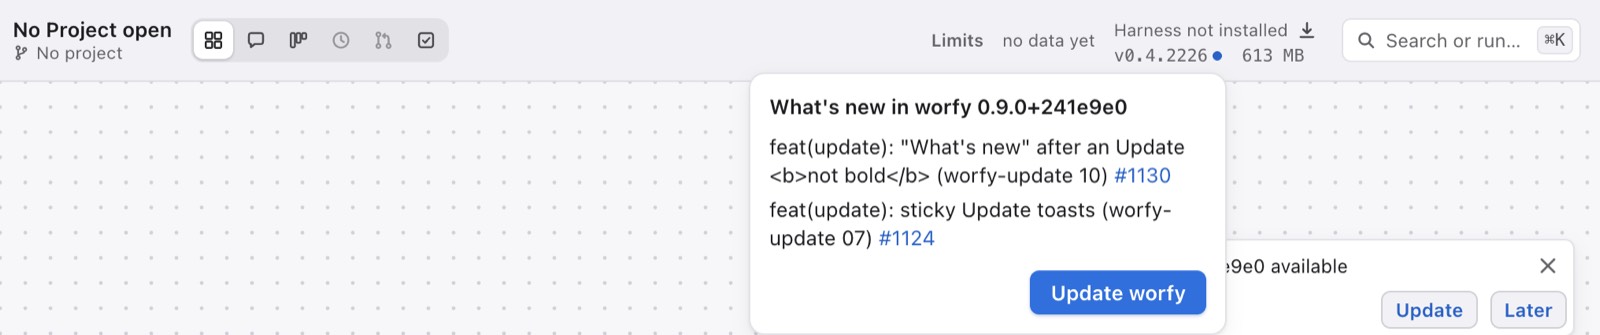 No Project open
No project
Limits no data yet
Harness not installed
v0.4.2226 613 MB
Search or run... ⌘K
What's new in worfy 0.9.0+241e9e0
feat(update): "What's new" after an Update
<b>not bold</b> (worfy-update 10) #1130
feat(update): sticky Update toasts (worfy-
update 07) #1124
Update worfy
e9e0 available
Update Later